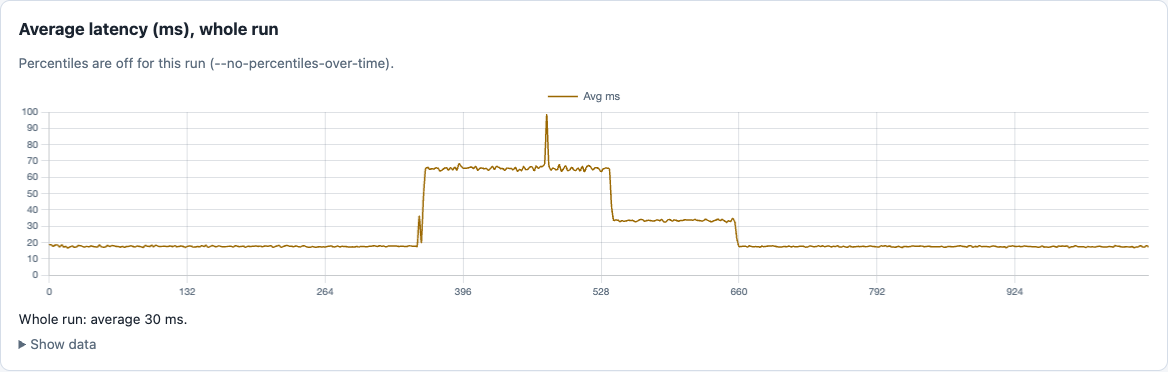 Average latency (ms), whole run
Percentiles are off for this run (--no-percentiles-over-time).
Avg ms
100
90
80
70
60
50
40
30
20
10
0
0 132 264 396 528 660 792 924
Whole run: average 30 ms.
Show data